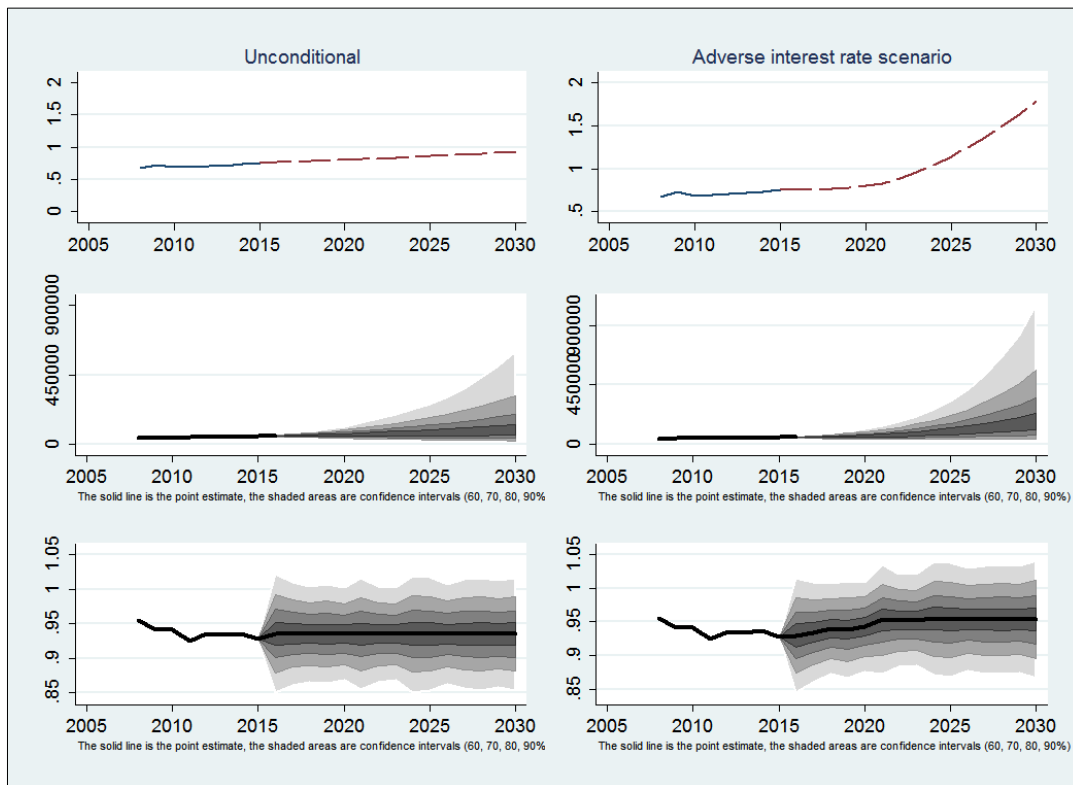 Unconditional
2
1.5
1
.5
0
2005 2010 2015 2020 2025 2030
Adverse interest rate scenario
2
1.5
1
.5
2005 2010 2015 2020 2025 2030
900000
450000
0
2005 2010 2015 2020 2025 2030
The solid line is the point estimate, the shaded areas are confidence intervals (60, 70, 80, 90%
900000
450000
0
2005 2010 2015 2020 2025 2030
The solid line is the point estimate, the shaded areas are confidence intervals (60, 70, 80, 90%)
1.05
1
.95
.9
.85
2005 2010 2015 2020 2025 2030
The solid line is the point estimate, the shaded areas are confidence intervals (60, 70, 80, 90%
1.05
1
.95
.9
.85
2005 2010 2015 2020 2025 2030
The solid line is the point estimate, the shaded areas are confidence intervals (60, 70, 80, 90%)